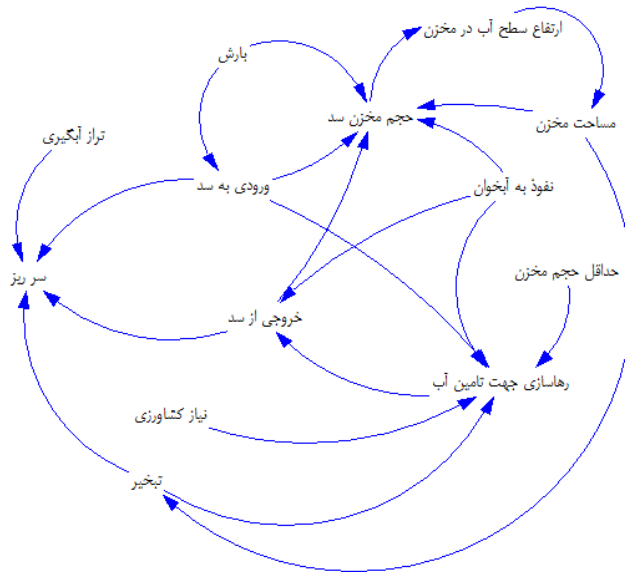 ارتفاع سطح آب در مخزن
بارش
حجم مخزن سد
مساحت مخزن
تراز آبگیری
ورودی به سد
نفوذ به آبخوان
سر ریز
حداقل حجم مخزن
خروجی از سد
رهاسازی جهت تامین آب
نیاز کشاورزی
تبخیر